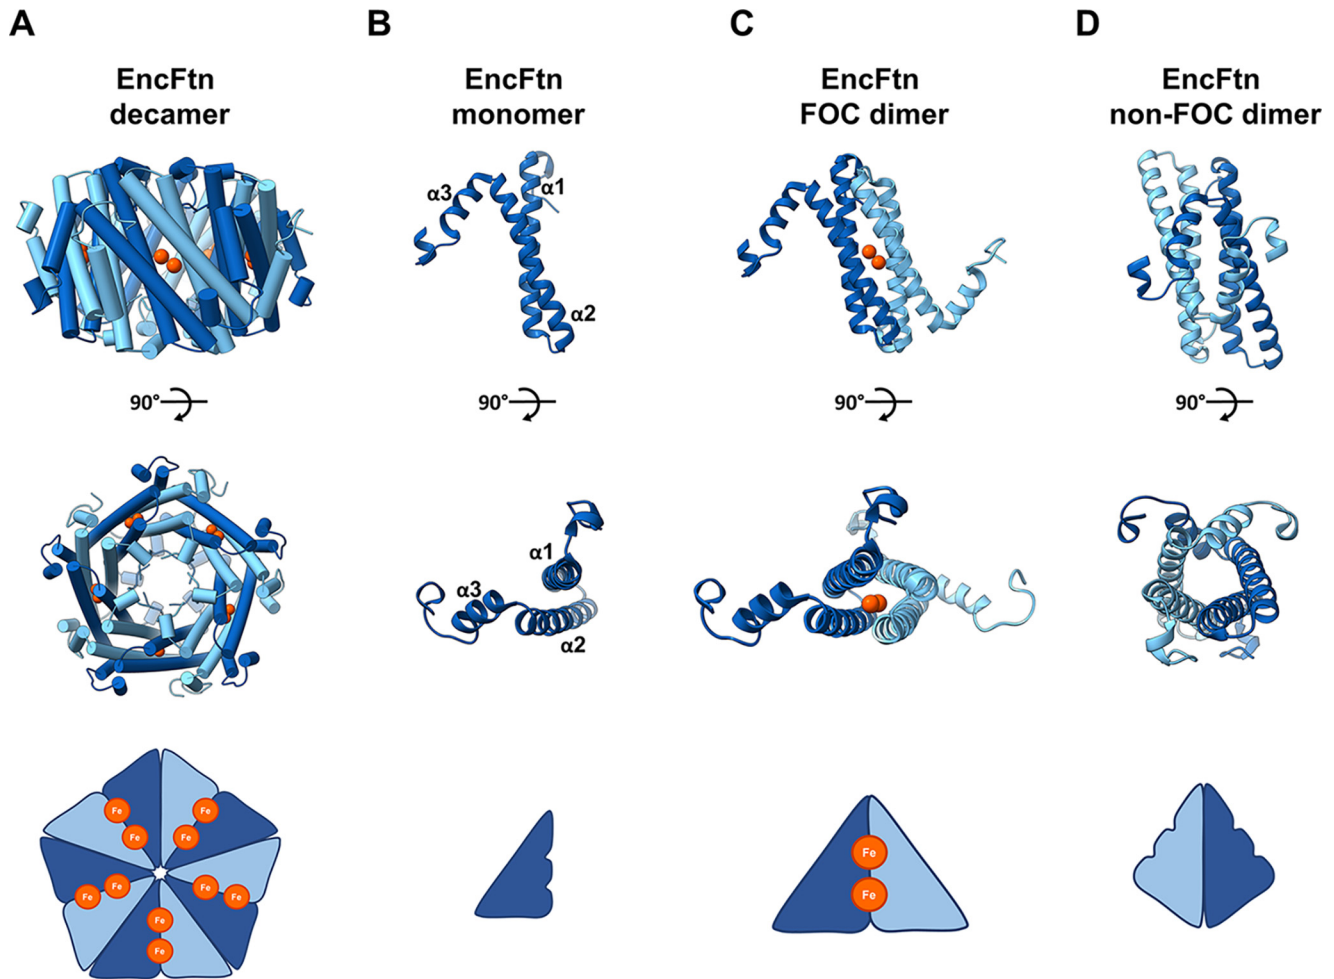 A
B
C
D
EncFtn
decamer
EncFtn
monomer
EncFtn
FOC dimer
EncFtn
non-FOC dimer
α3
α1
α2
90°
90°
90°
90°
α1
α3
α2
Fe
Fe
Fe
Fe
Fe
Fe
Fe
Fe
Fe
Fe
Fe
Fe